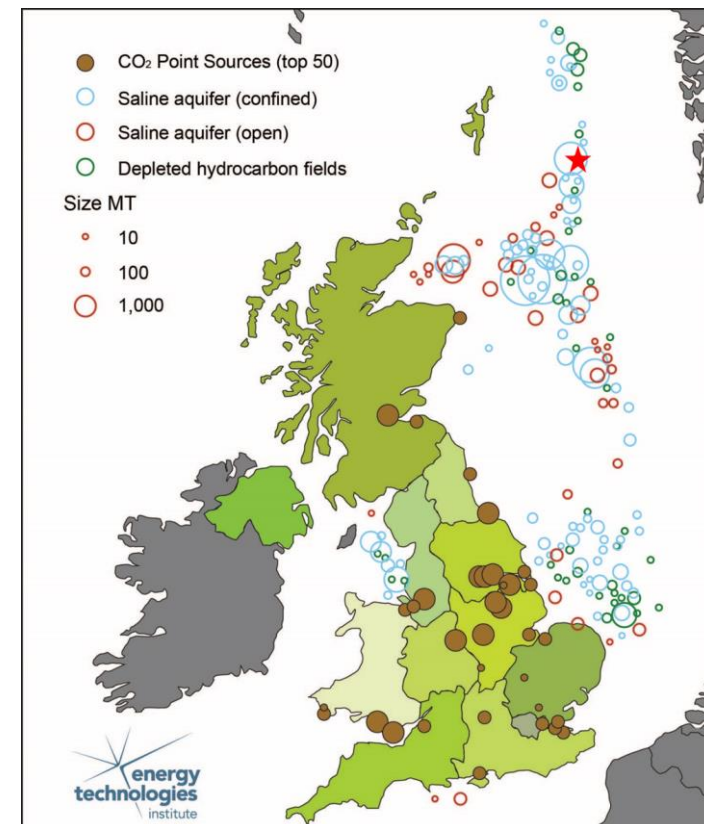 CO₂ Point Sources (top 50)
Saline aquifer (confined)
Saline aquifer (open)
Depleted hydrocarbon fields
Size MT
10
100
1,000
energy
technologies
institute